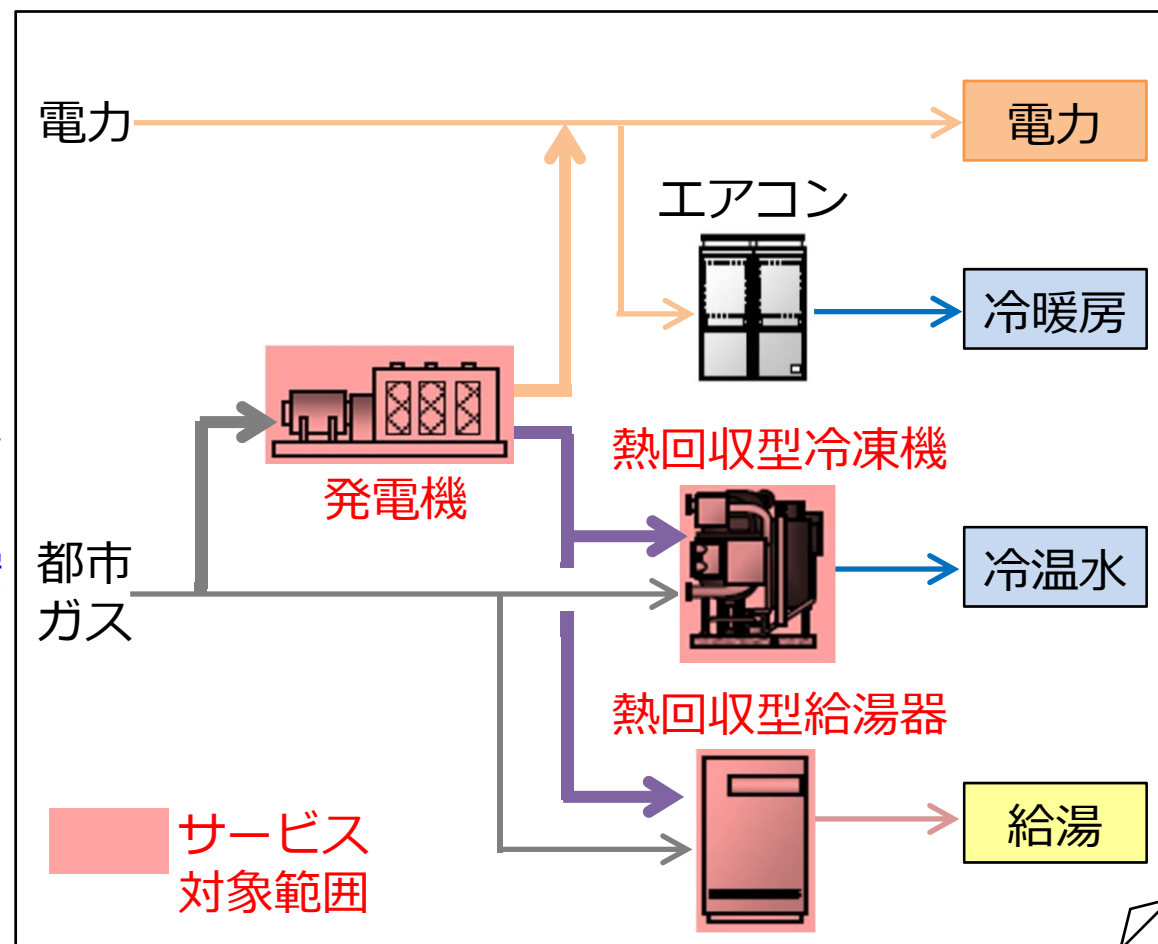 電力
電力
エアコン
冷暖房
発電機
熱回収型冷凍機
都市
ガス
冷温水
熱回収型給湯器
給湯
サービス
対象範囲